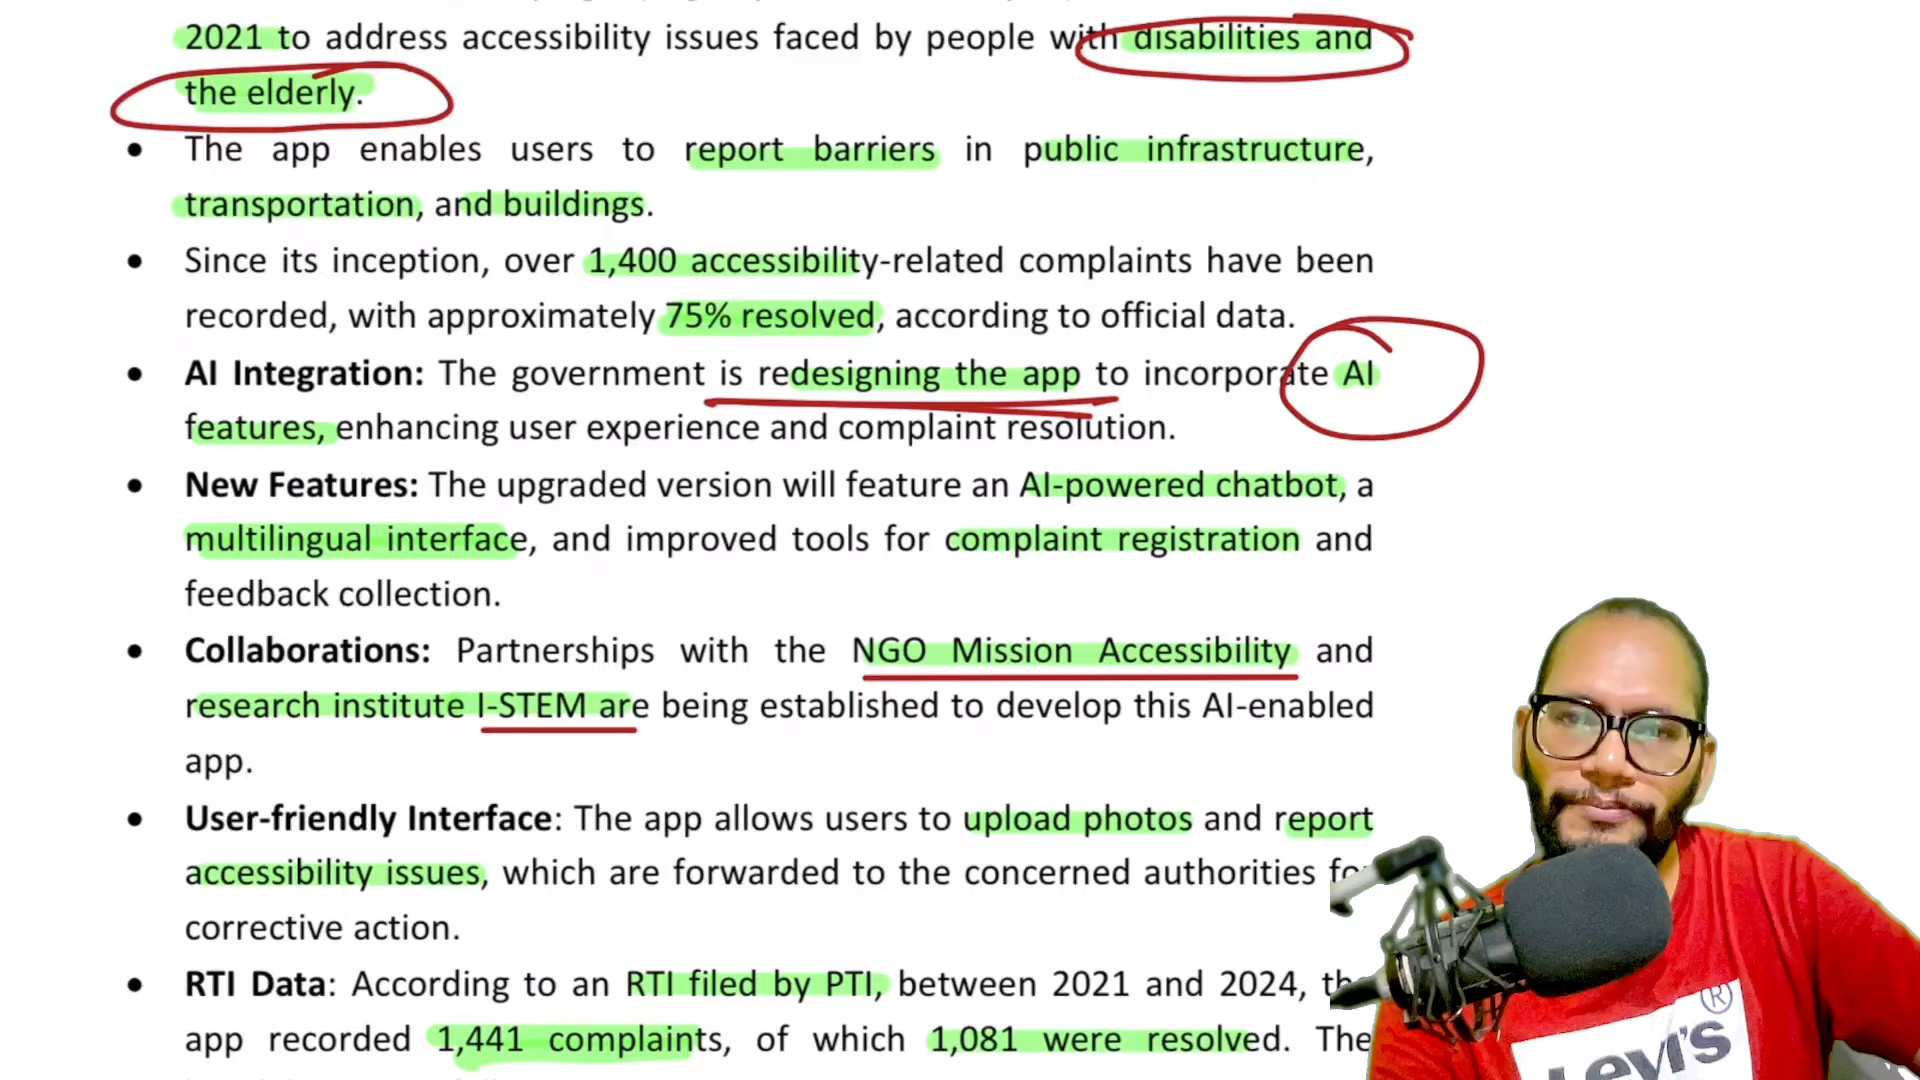 2021 to address accessibility issues faced by people with disabilities and
the elderly.
• The app enables users to report barriers in public infrastructure,
transportation, and buildings.
• Since its inception, over 1,400 accessibility-related complaints have been
recorded, with approximately 75% resolved, according to official data.
• AI Integration: The government is redesigning the app to incorporate AI
features, enhancing user experience and complaint resolution.
• New Features: The upgraded version will feature an AI-powered chatbot, a
multilingual interface, and improved tools for complaint registration and
feedback collection.
• Collaborations: Partnerships with the NGO Mission Accessibility and
research institute I-STEM are being established to develop this AI-enabled
app.
• User-friendly Interface: The app allows users to upload photos and report
accessibility issues, which are forwarded to the concerned authorities for
corrective action.
• RTI Data: According to an RTI filed by PTI, between 2021 and 2024, the
app recorded 1,441 complaints, of which 1,081 were resolved. The
Levi's ®